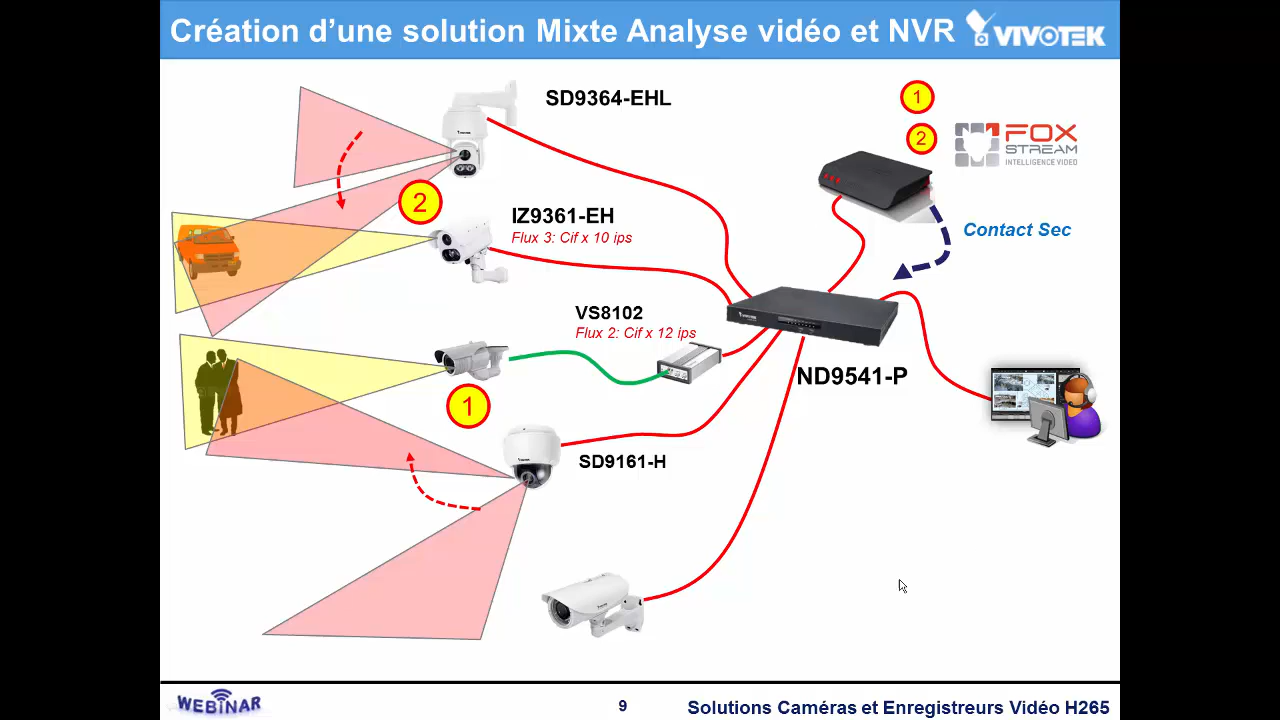 Création d'une solution Mixte Analyse vidéo et NVR
VIVOTEK
SD9364-EHL
1
2
FOX
STREAM
INTELLIGENCE VIDEO
2
IZ9361-EH
Flux 3: Cif x 10 ips
Contact Sec
VS8102
Flux 2: Cif x 12 ips
ND9541-P
1
SD9161-H
WEBINAR
9
Solutions Caméras et Enregistreurs Vidéo H265